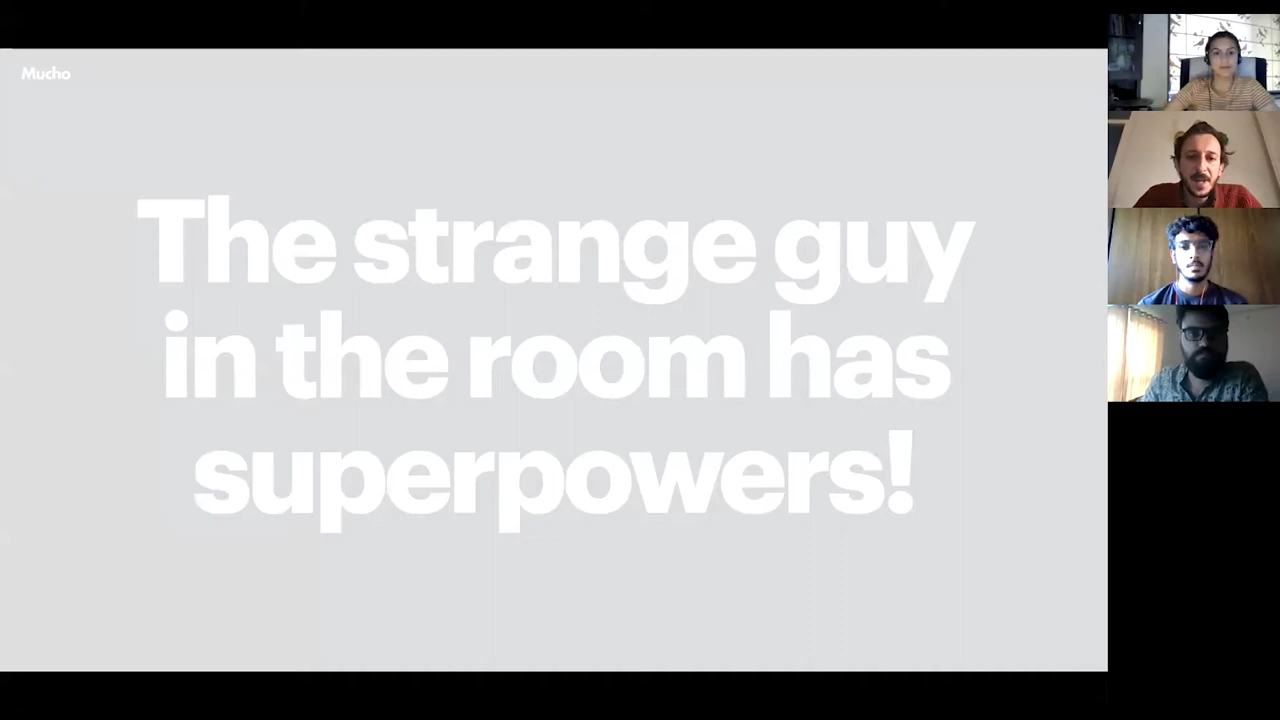 Mucho
The strange guy
in the room has
superpowers!